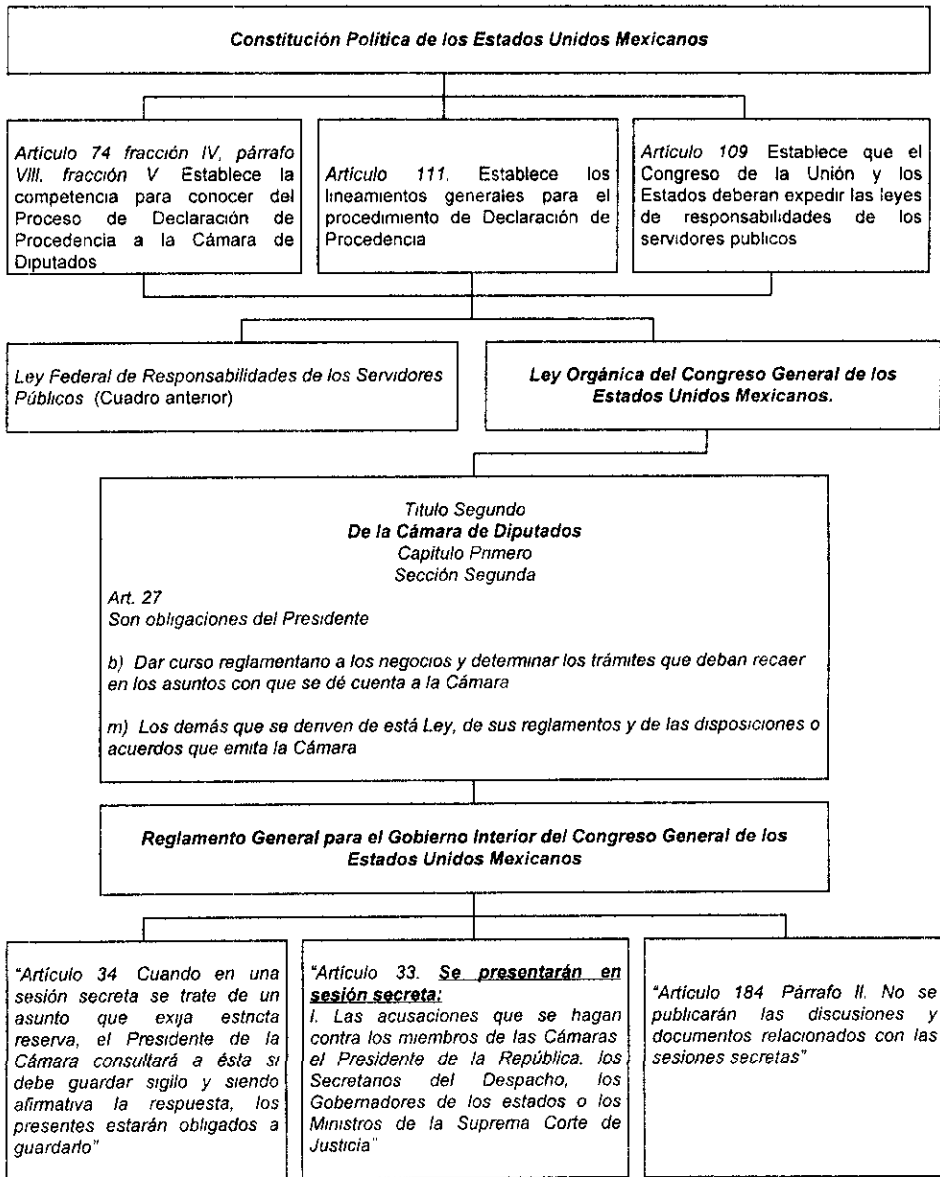 Constitución Política de los Estados Unidos Mexicanos
Artículo 74 fracción IV, párrafo
VIII, fracción V Establece la
competencia para conocer del
Proceso de Declaración de
Procedencia a la Cámara de
Diputados
Artículo 111. Establece los
lineamientos generales para el
procedimiento de Declaración de
Procedencia
Artículo 109 Establece que el
Congreso de la Unión y los
Estados deberan expedir las leyes
de responsabilidades de los
servidores publicos
Ley Federal de Responsabilidades de los Servidores
Públicos (Cuadro anterior)
Ley Orgánica del Congreso General de los
Estados Unidos Mexicanos.
Titulo Segundo
De la Cámara de Diputados
Capitulo Primero
Sección Segunda
Art. 27
Son obligaciones del Presidente
b) Dar curso reglamentario a los negocios y determinar los trámites que deban recaer
en los asuntos con que se dé cuenta a la Cámara
m) Los demás que se deriven de está Ley, de sus reglamentos y de las disposiciones o
acuerdos que emita la Cámara
Reglamento General para el Gobierno Interior del Congreso General de los
Estados Unidos Mexicanos
"Artículo 34 Cuando en una
sesión secreta se trate de un
asunto que exija estricta
reserva, el Presidente de la
Cámara consultará a ésta si
debe guardar sigilo y siendo
afirmativa la respuesta, los
presentes estarán obligados a
guardarlo"
"Artículo 33. Se presentarán en
sesión secreta:
I. Las acusaciones que se hagan
contra los miembros de las Cámaras
el Presidente de la República. los
Secretarios del Despacho, los
Gobernadores de los estados o los
Ministros de la Suprema Corte de
Justicia"
"Artículo 184 Párrafo II. No se
publicarán las discusiones y
documentos relacionados con las
sesiones secretas"